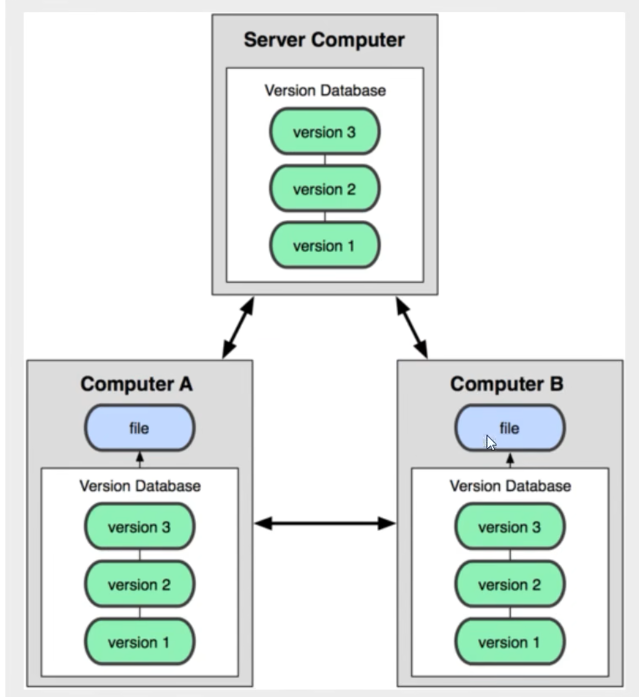 Server Computer
Version Database
version 3
version 2
version 1
Computer A
file
Version Database
version 3
version 2
version 1
Computer B
file
Version Database
version 3
version 2
version 1